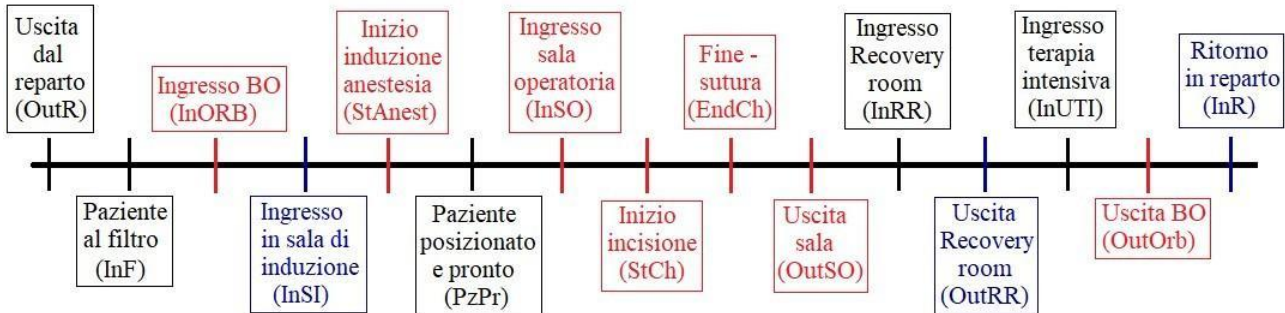 Uscita
dal
reparto
(OutR)
Paziente
al filtro
(InF)
Ingresso BO
(InORB)
Ingresso
in sala di
induzione
(InSI)
Inizio
induzione
anestesia
(StAnest)
Paziente
posizionato
e pronto
(PzPr)
Ingresso
sala
operatoria
(InSO)
Inizio
incisione
(StCh)
Fine -
sutura
(EndCh)
Uscita
sala
(OutSO)
Ingresso
Recovery
room
(InRR)
Uscita
Recovery
room
(OutRR)
Ingresso
terapia
intensiva
(InUTI)
Uscita BO
(OutOrb)
Ritorno
in reparto
(InR)